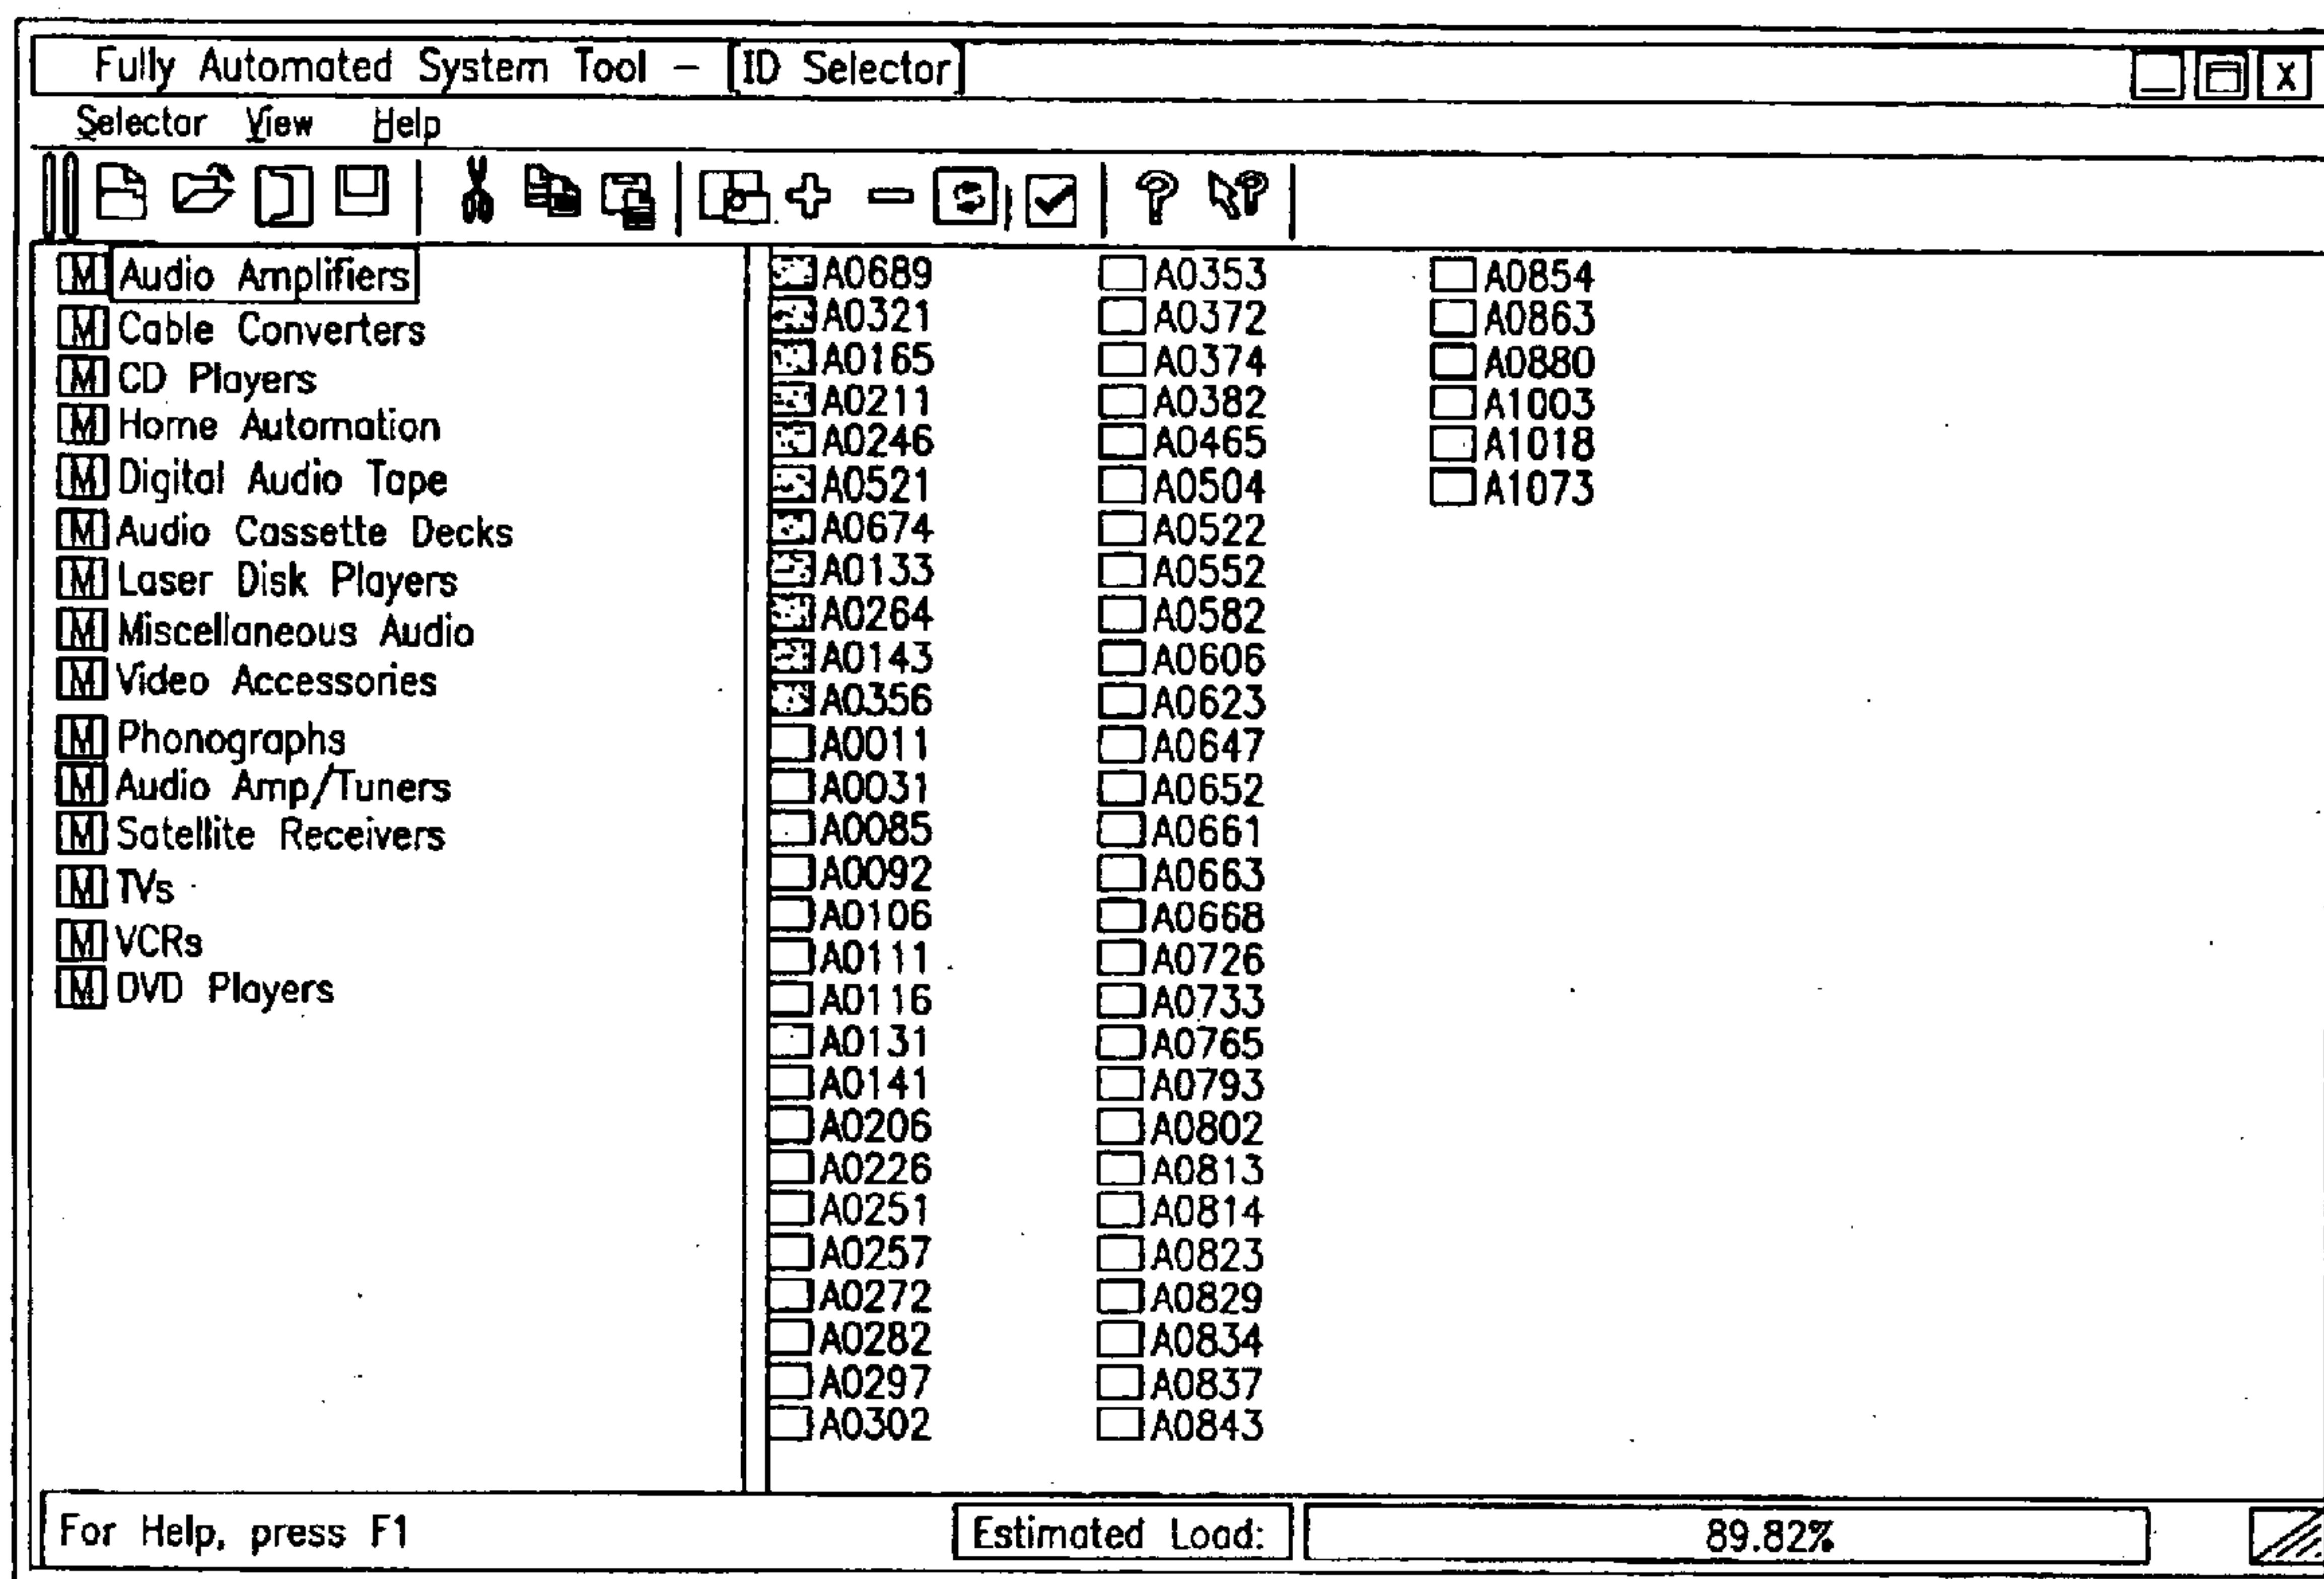 Fully Automated System Tool - ID Selector
Selector View Help
M Audio Amplifiers
M Cable Converters
M CD Players
M Home Automation
M Digital Audio Tape
M Audio Cassette Decks
M Laser Disk Players
M Miscellaneous Audio
M Video Accessories
M Phonographs
M Audio Amp/Tuners
M Satellite Receivers
M TVs
M VCRs
M DVD Players
A0689
A0321
A0165
A0211
A0246
A0521
A0674
A0133
A0264
A0143
A0356
A0011
A0031
A0085
A0092
A0106
A0111
A0116
A0131
A0141
A0206
A0226
A0251
A0257
A0272
A0282
A0297
A0302
A0353
A0372
A0374
A0382
A0465
A0504
A0522
A0552
A0582
A0606
A0623
A0647
A0652
A0661
A0663
A0668
A0726
A0733
A0765
A0793
A0802
A0813
A0814
A0823
A0829
A0834
A0837
A0843
A0854
A0863
A0880
A1003
A1018
A1073
For Help, press F1
Estimated Load: 89.82%